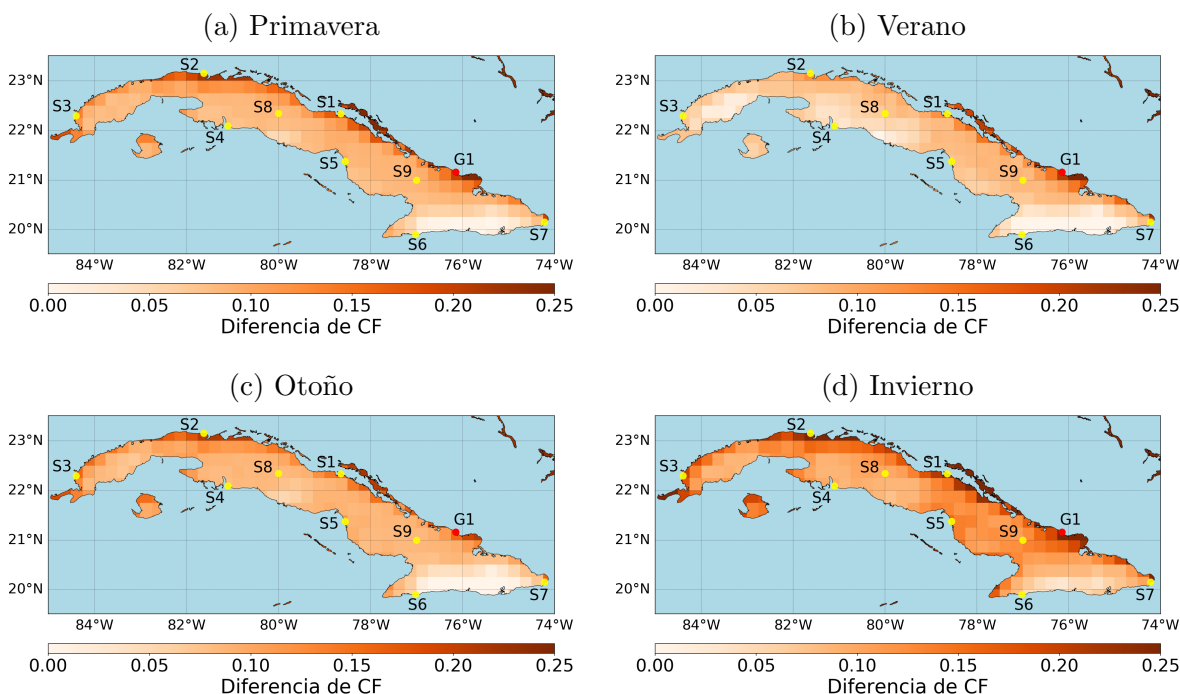 (a) Primavera
(b) Verano
23°N
22°N
21°N
20°N
S2
S3
S8
S1
S4
S5
S9
G1
S6
S7
84°W 82°W 80°W 78°W 76°W 74°W
0.00 0.05 0.10 0.15 0.20 0.25
Diferencia de CF
23°N
22°N
21°N
20°N
S2
S3
S8
S1
S4
S5
S9
G1
S6
S7
84°W 82°W 80°W 78°W 76°W 74°W
0.00 0.05 0.10 0.15 0.20 0.25
Diferencia de CF
(c) Otoño
(d) Invierno
23°N
22°N
21°N
20°N
S2
S3
S8
S1
S4
S5
S9
G1
S6
S7
84°W 82°W 80°W 78°W 76°W 74°W
0.00 0.05 0.10 0.15 0.20 0.25
Diferencia de CF
23°N
22°N
21°N
20°N
S2
S3
S8
S1
S4
S5
S9
G1
S6
S7
84°W 82°W 80°W 78°W 76°W 74°W
0.00 0.05 0.10 0.15 0.20 0.25
Diferencia de CF